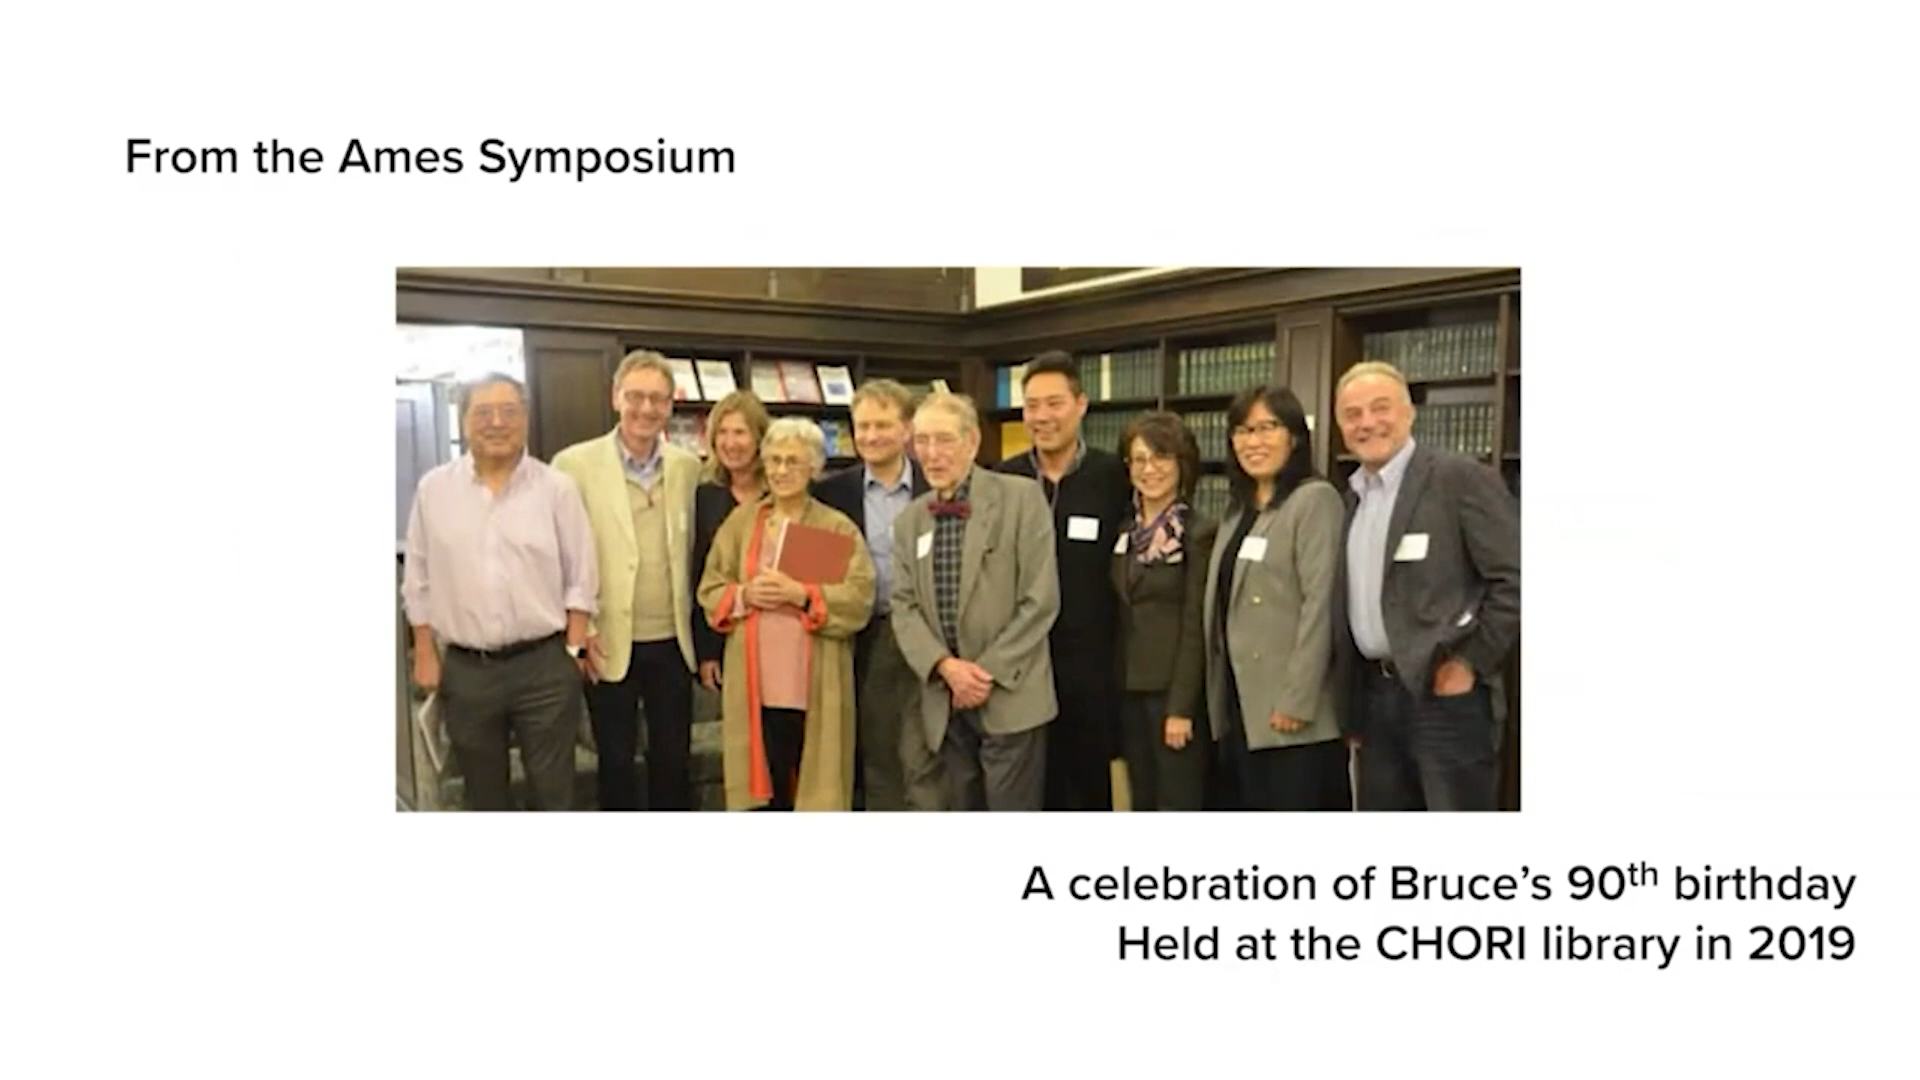 From the Ames Symposium
A celebration of Bruce’s 90th birthday
Held at the CHORI library in 2019